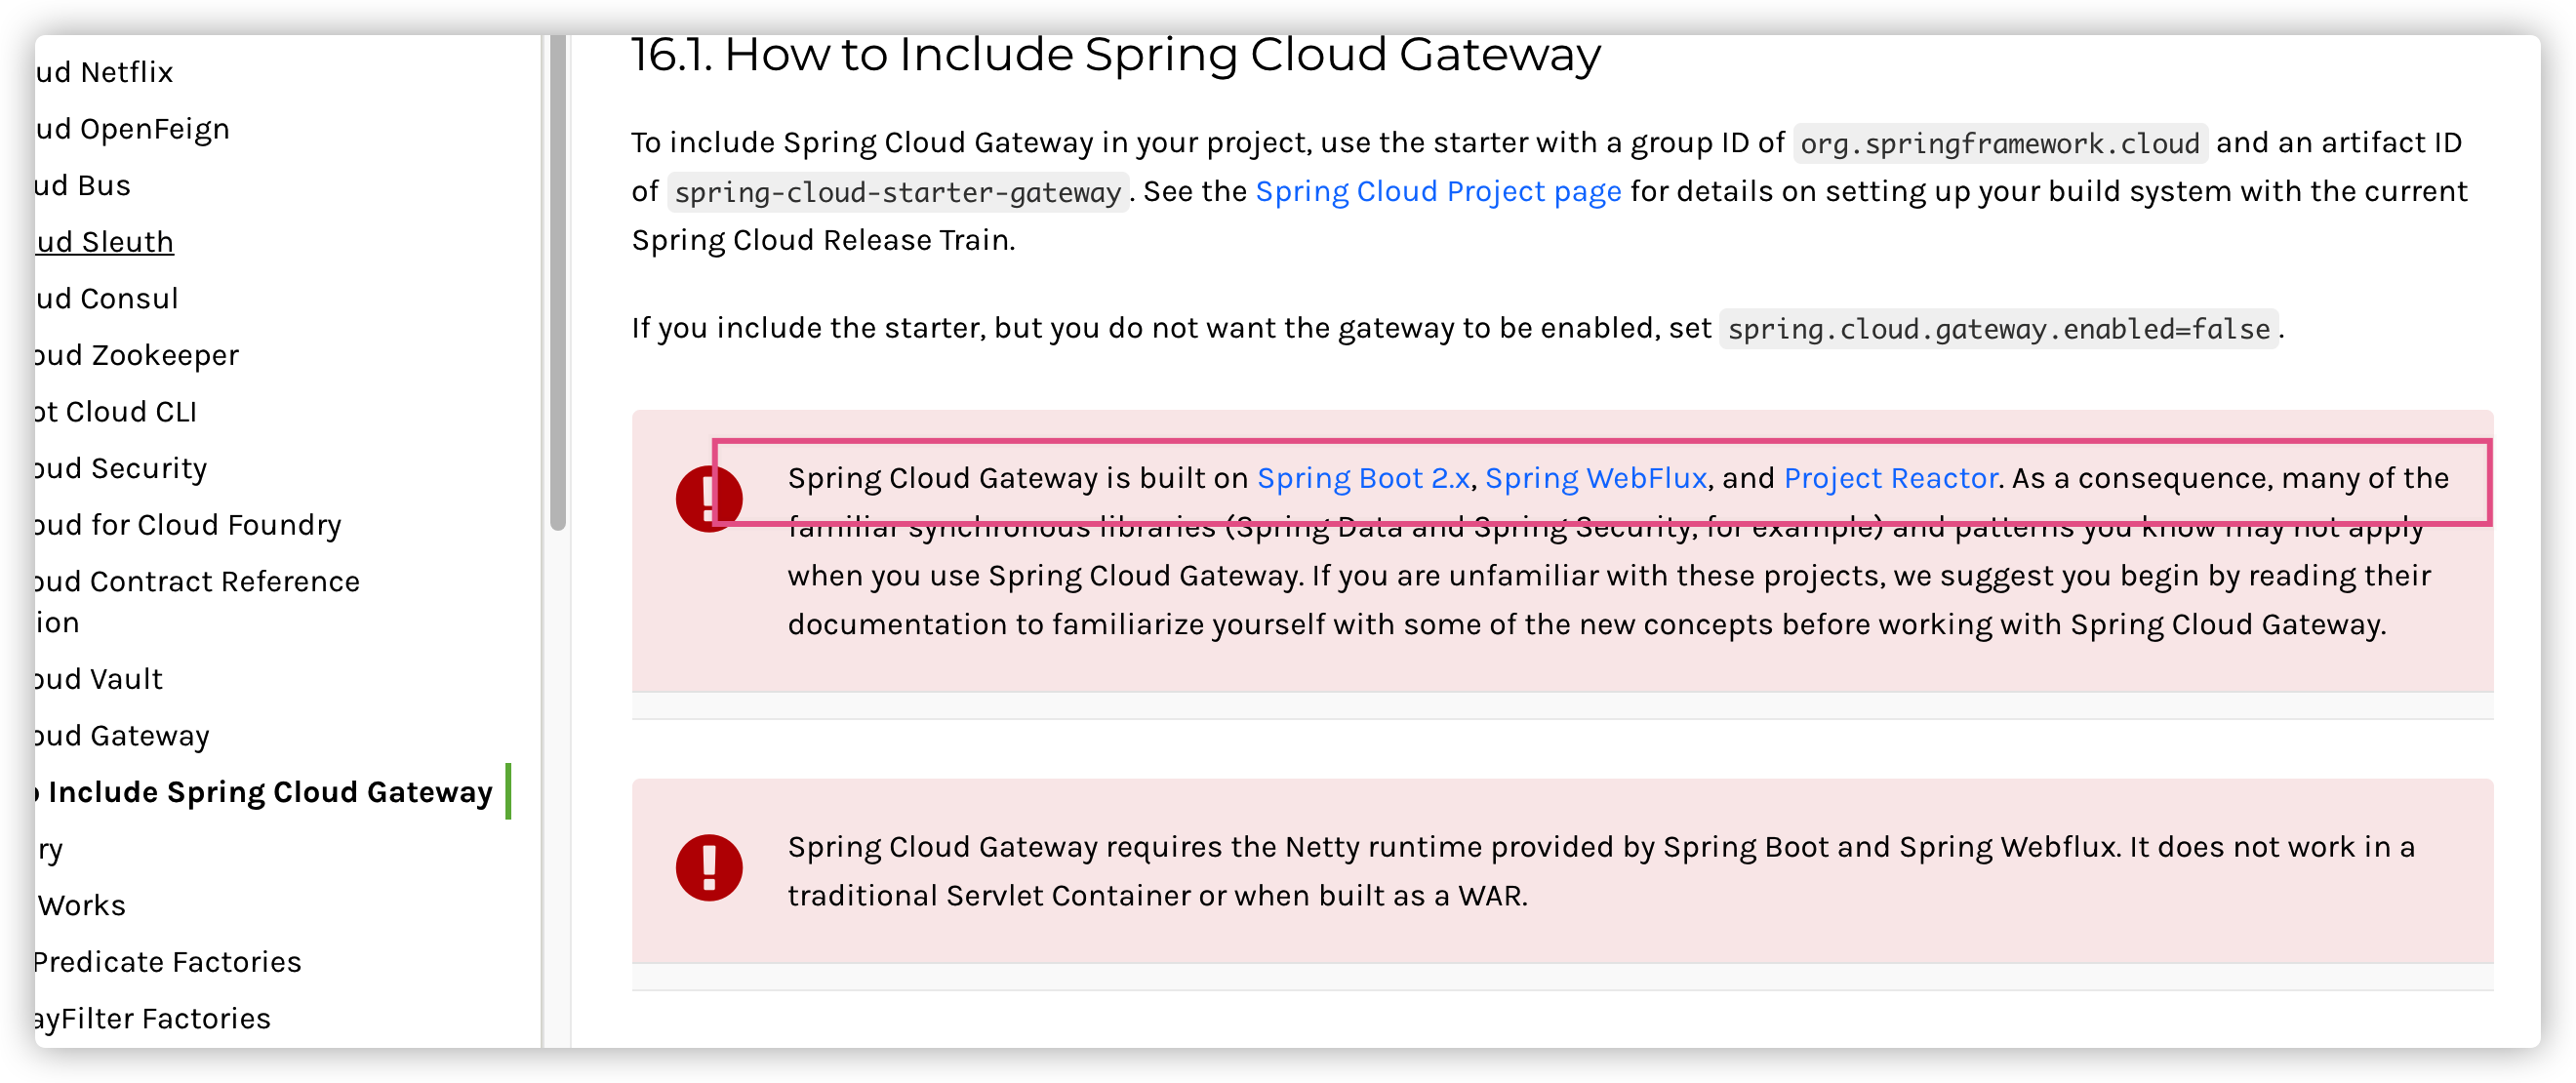 16.1. How to Include Spring Cloud Gateway
To include Spring Cloud Gateway in your project, use the starter with a group ID of org.springframework.cloud and an artifact ID
of spring-cloud-starter-gateway. See the Spring Cloud Project page for details on setting up your build system with the current
Spring Cloud Release Train.
If you include the starter, but you do not want the gateway to be enabled, set spring.cloud.gateway.enabled=false.
Spring Cloud Gateway is built on Spring Boot 2.x, Spring WebFlux, and Project Reactor. As a consequence, many of the
familiar synchronous libraries (Spring Data and Spring Security, for example) and patterns you know may not apply
when you use Spring Cloud Gateway. If you are unfamiliar with these projects, we suggest you begin by reading their
documentation to familiarize yourself with some of the new concepts before working with Spring Cloud Gateway.
Spring Cloud Gateway requires the Netty runtime provided by Spring Boot and Spring Webflux. It does not work in a
traditional Servlet Container or when built as a WAR.
ud Netflix
ud OpenFeign
ud Bus
ud Sleuth
ud Consul
oud Zookeeper
ot Cloud CLI
oud Security
oud for Cloud Foundry
oud Contract Reference
ion
oud Vault
oud Gateway
o Include Spring Cloud Gateway
ry
Works
Predicate Factories
ayFilter Factories